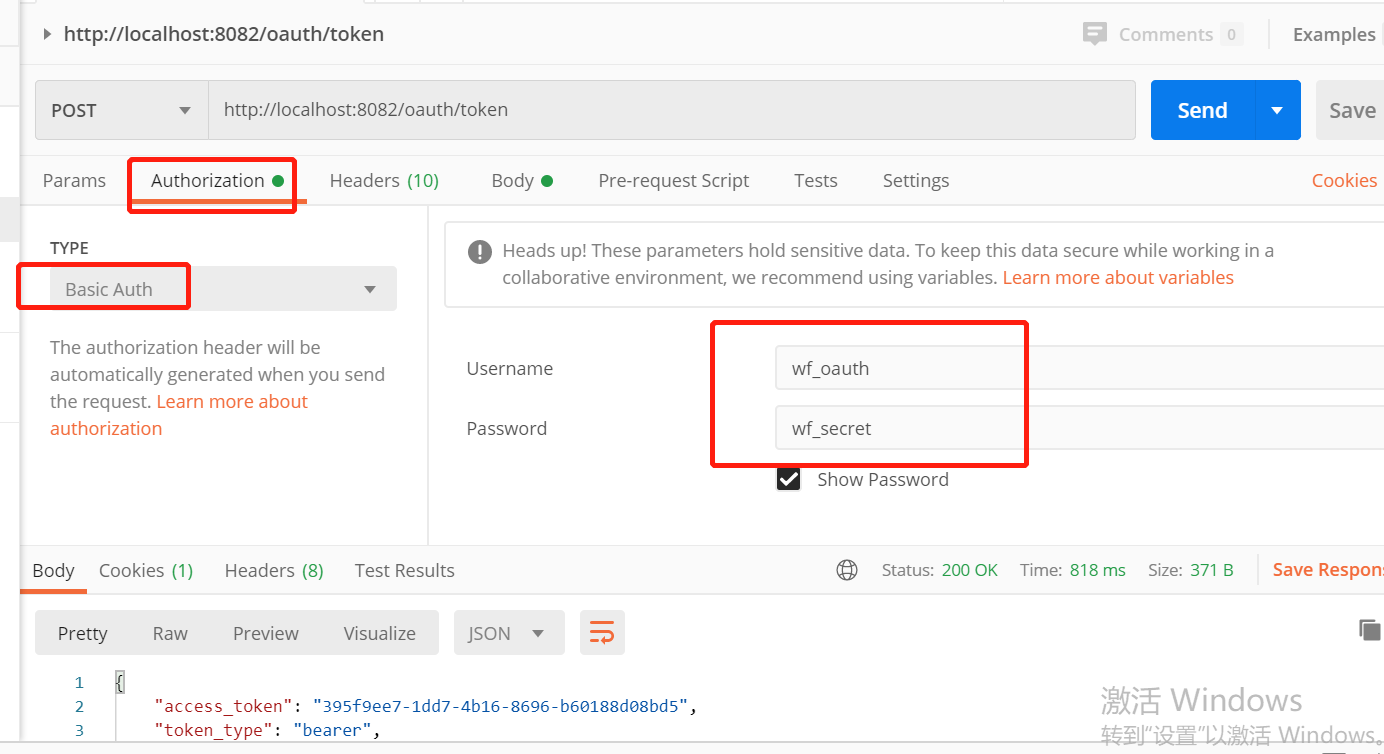 http://localhost:8082/oauth/token
Comments 0
Examples
POST
http://localhost:8082/oauth/token
Send
Save
Params
Authorization
Headers (10)
Body
Pre-request Script
Tests
Settings
Cookies
TYPE
Basic Auth
The authorization header will be
automatically generated when you send
the request. Learn more about
authorization
Heads up! These parameters hold sensitive data. To keep this data secure while working in a
collaborative environment, we recommend using variables. Learn more about variables
Username
wf_oauth
Password
wf_secret
Show Password
Body
Cookies (1)
Headers (8)
Test Results
Status: 200 OK
Time: 818 ms
Size: 371 B
Save Respons
Pretty
Raw
Preview
Visualize
JSON
1 {
2 "access_token": "395f9ee7-1dd7-4b16-8696-b60188d08bd5",
3 "token_type": "bearer",
激活 Windows
转到“设置”以激活 Windows。